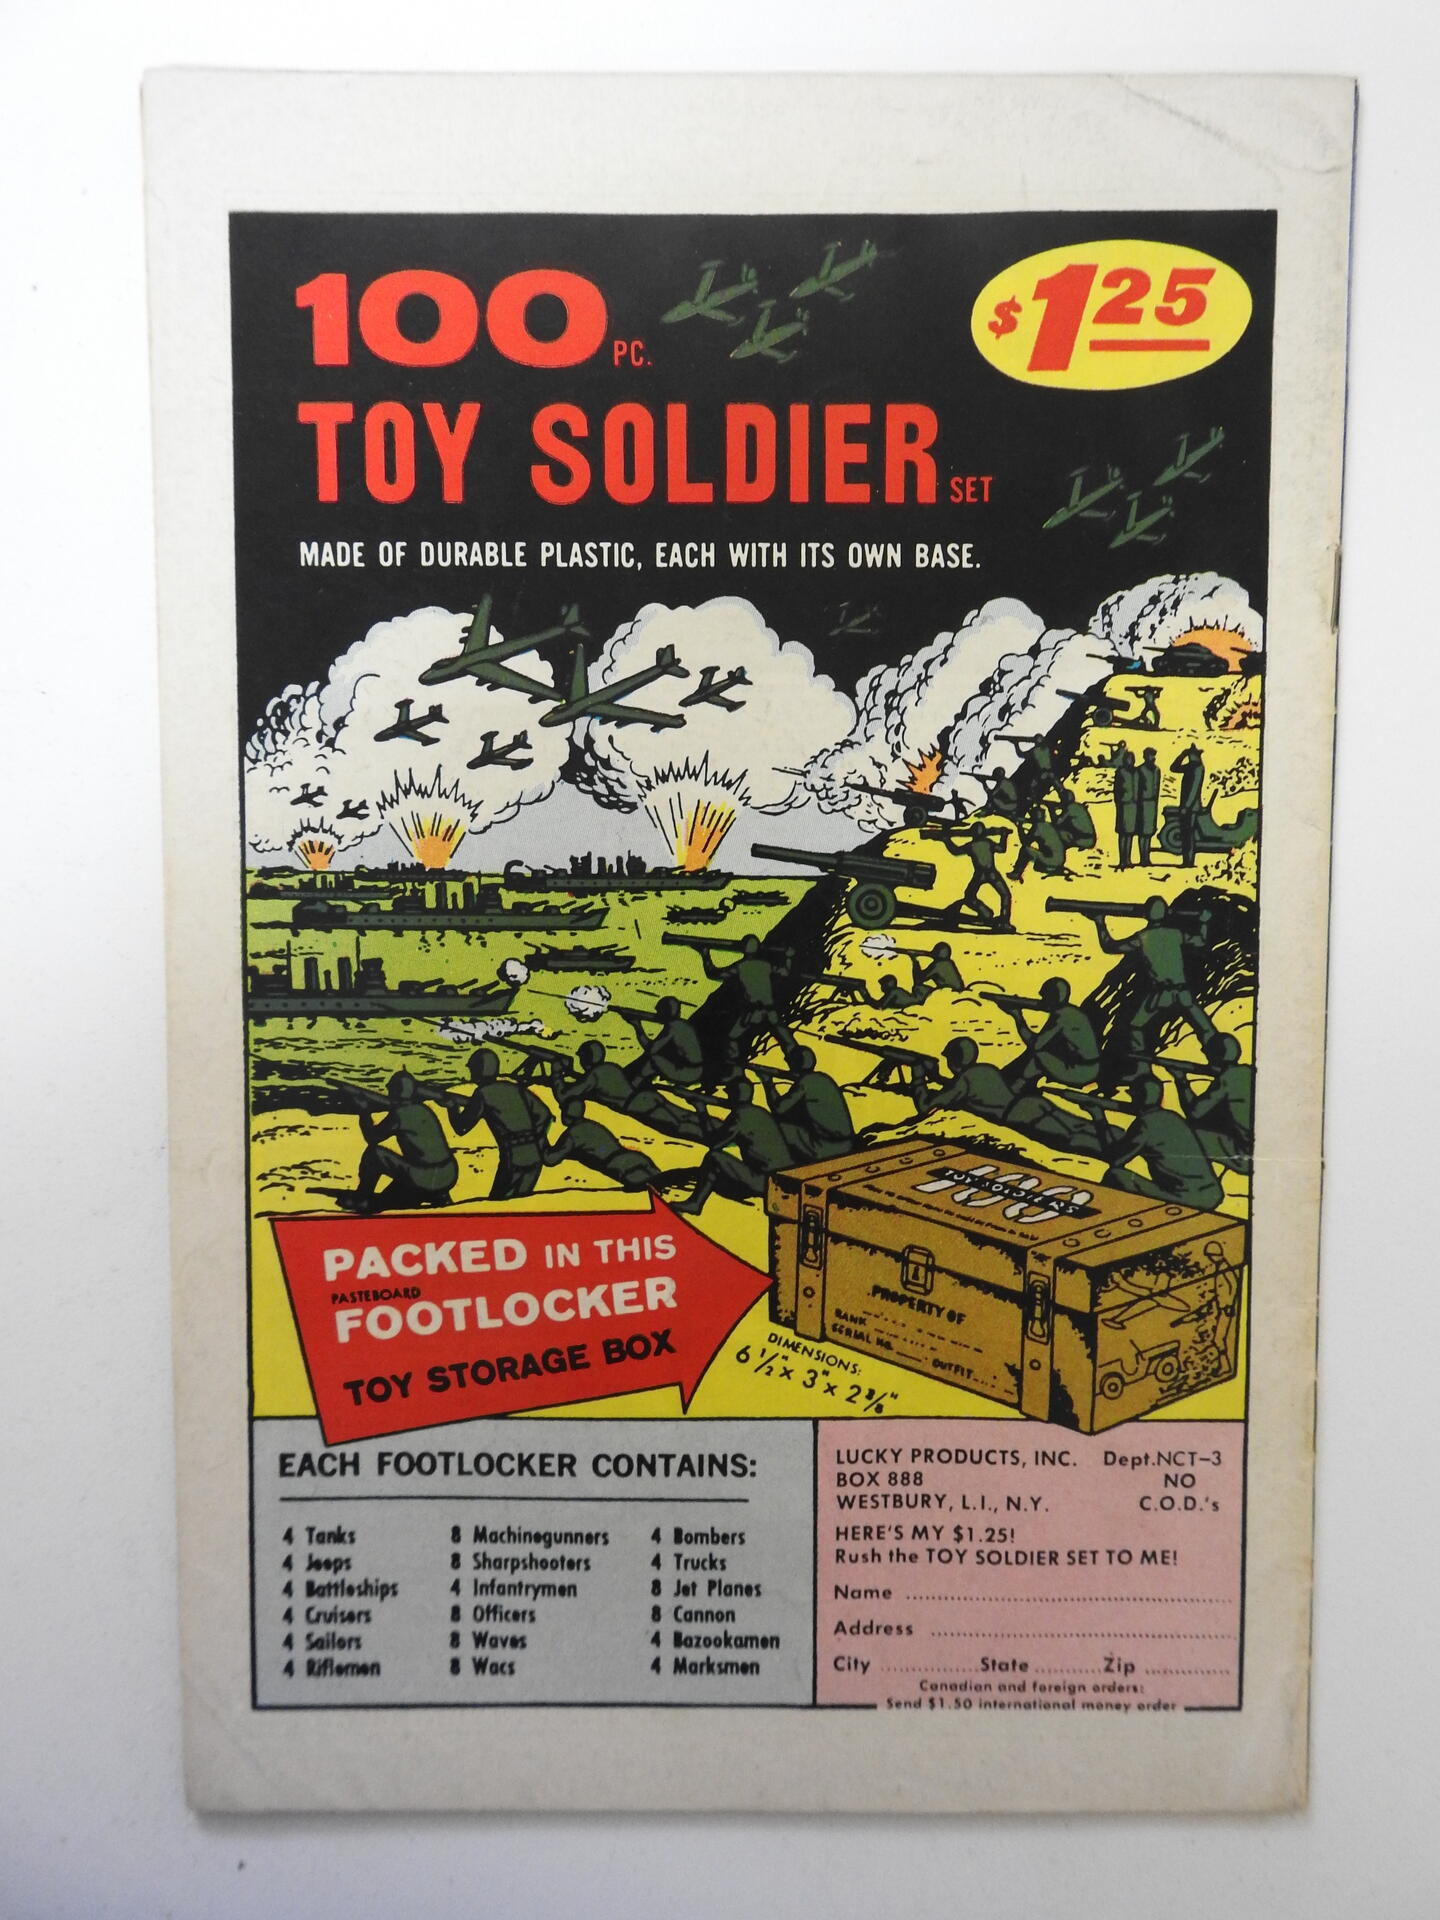 100 PC.
$1 25
TOY SOLDIER SET
MADE OF DURABLE PLASTIC, EACH WITH ITS OWN BASE.
PACKED IN THIS
PASTEBOARD
FOOTLOCKER
TOY STORAGE BOX
100
TOY SOLDIERS
PROPERTY OF
RANK
SERIAL NO.
OUTFIT
DIMENSIONS:
6 1/2" x 3" x 2 3/8"
EACH FOOTLOCKER CONTAINS:
4 Tanks 8 Machinegunners 4 Bombers
4 Jeeps 8 Sharpshooters 4 Trucks
4 Battleships 4 Infantrymen 8 Jet Planes
4 Cruisers 8 Officers 8 Cannon
4 Sailors 8 Waves 4 Bazookamen
4 Riflemen 8 Wacs 4 Marksmen
LUCKY PRODUCTS, INC. Dept.NCT-3
BOX 888 NO
WESTBURY, L.I., N.Y. C.O.D.'s
HERE'S MY $1.25!
Rush the TOY SOLDIER SET TO ME!
Name
Address
City State Zip
Canadian and foreign orders:
Send $1.50 international money order